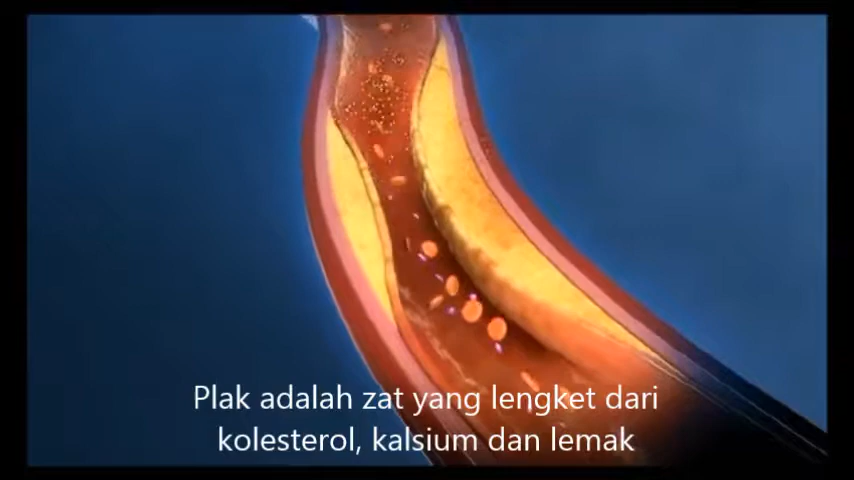 Plak adalah zat yang lengket dari
kolesterol, kalsium dan lemak